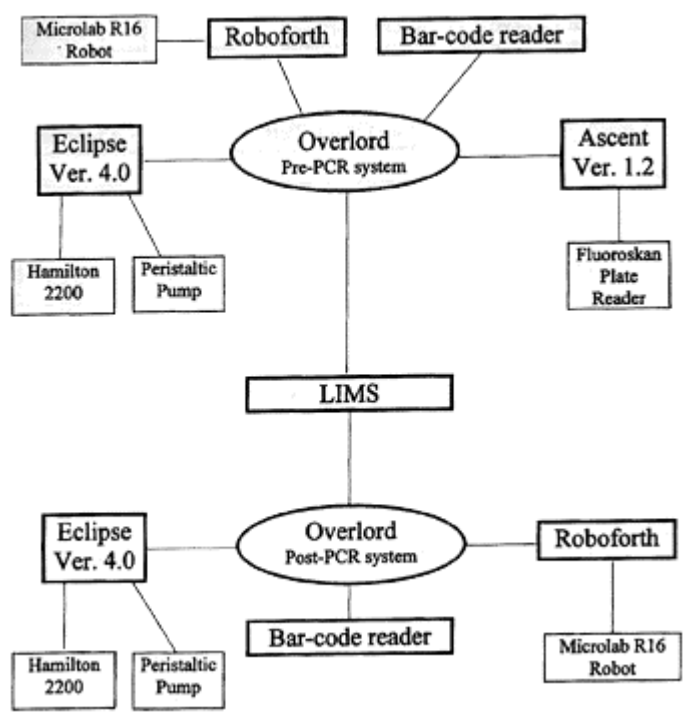 Microlab R16
Robot
Roboforth
Bar-code reader
Eclipse
Ver. 4.0
Overlord
Pre-PCR system
Ascent
Ver. 1.2
Hamilton
2200
Peristaltic
Pump
Fluoroskan
Plate
Reader
LIMS
Eclipse
Ver. 4.0
Overlord
Post-PCR system
Roboforth
Bar-code reader
Hamilton
2200
Peristaltic
Pump
Microlab R16
Robot